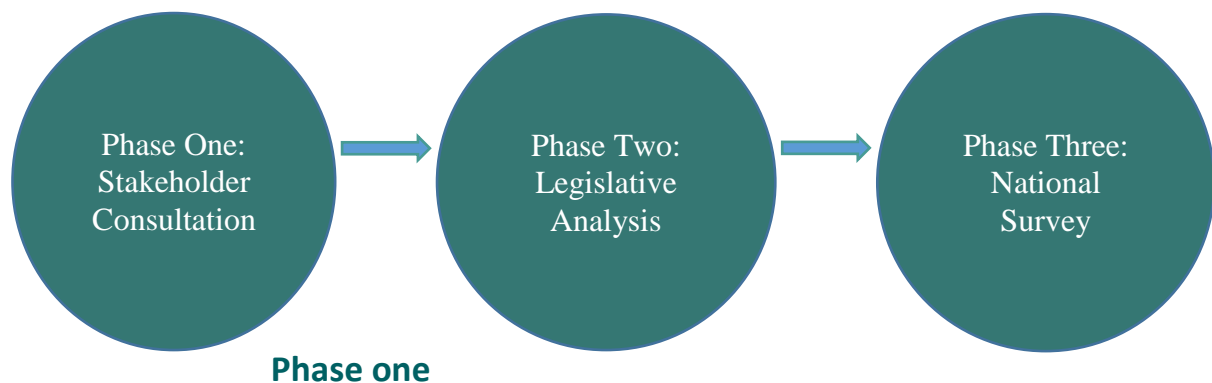 Phase One:
Stakeholder
Consultation
Phase Two:
Legislative
Analysis
Phase Three:
National
Survey
Phase one